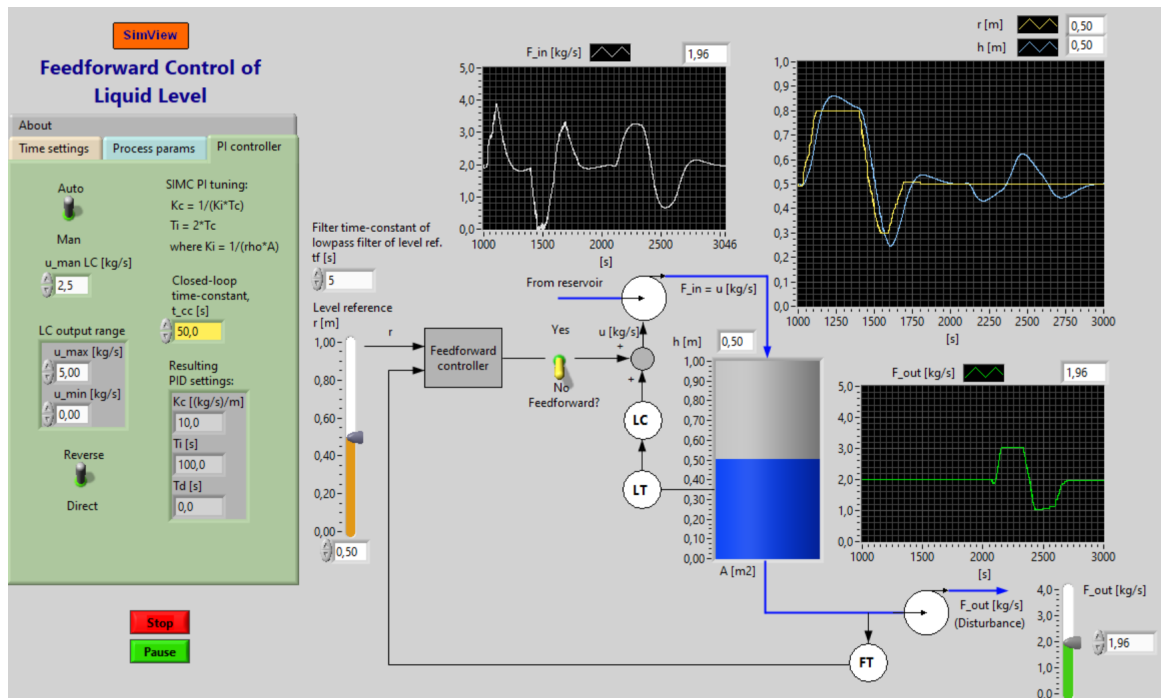 SimView
Feedforward Control of
Liquid Level
About
Time settings
Process params
PI controller
Auto
Man
u_man LC [kg/s]
2,5
LC output range
u_max [kg/s]
5,00
u_min [kg/s]
0,00
Reverse
Direct
SIMC PI tuning:
Kc = 1/(Ki*Tc)
Ti = 2*Tc
where Ki = 1/(rho*A)
Closed-loop
time-constant,
t_cc [s]
50,0
Resulting
PID settings:
Kc [(kg/s)/m]
10,0
Ti [s]
100,0
Td [s]
0,0
Stop
Pause
Filter time-constant of
lowpass filter of level ref.
tf [s]
5
Level reference
r [m]
1,00
0,80
0,60
0,40
0,20
0,00
0,50
F_in [kg/s]
1,96
5,0
4,0
3,0
2,0
1,0
0,0
1000
1500
2000
2500
3046
[s]
r [m]
0,50
h [m]
0,50
1,0
0,9
0,8
0,7
0,6
0,5
0,4
0,3
0,2
0,1
0,0
1000 1250 1500 1750 2000 2250 2500 2750 3000
[s]
From reservoir
F_in = u [kg/s]
r
Feedforward
controller
Yes
No
Feedforward?
u [kg/s]
+
+
LC
LT
h [m]
0,50
1,00
0,90
0,80
0,70
0,60
0,50
0,40
0,30
0,20
0,10
0,00
A [m2]
F_out [kg/s]
1,96
5,0
4,0
3,0
2,0
1,0
0,0
1000
1500
2000
2500
3000
[s]
F_out [kg/s]
(Disturbance)
FT
F_out [kg/s]
4,0
3,0
2,0
1,0
0,0
1,96